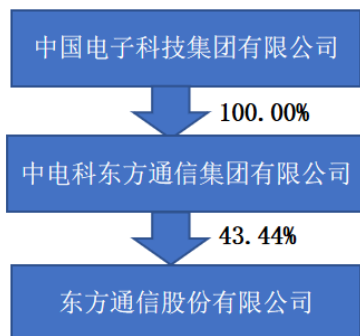 中国电子科技集团有限公司
100.00%
中电科东方通信集团有限公司
43.44%
东方通信股份有限公司